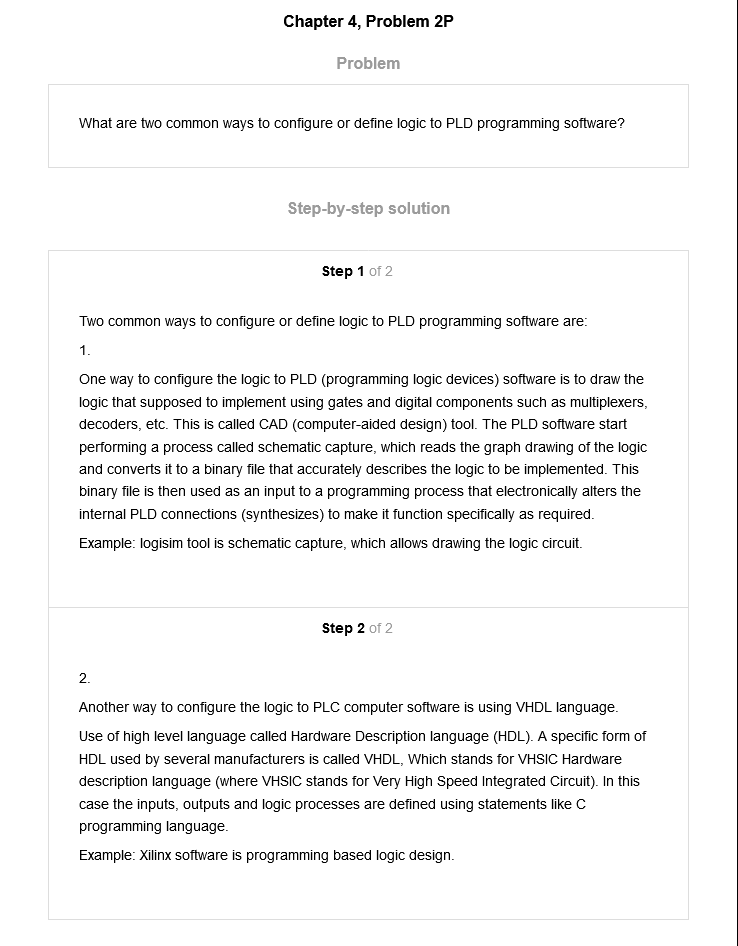 Chapter 4, Problem 2P
Problem
What are two common ways to configure or define logic to PLD programming software?
Step-by-step solution
Step 1 of 2
Two common ways to configure or define logic to PLD programming software are:
1.
One way to configure the logic to PLD (programming logic devices) software is to draw the
logic that supposed to implement using gates and digital components such as multiplexers,
decoders, etc. This is called CAD (computer-aided design) tool. The PLD software start
performing a process called schematic capture, which reads the graph drawing of the logic
and converts it to a binary file that accurately describes the logic to be implemented. This
binary file is then used as an input to a programming process that electronically alters the
internal PLD connections (synthesizes) to make it function specifically as required.
Example: logisim tool is schematic capture, which allows drawing the logic circuit.
Step 2 of 2
2.
Another way to configure the logic to PLC computer software is using VHDL language.
Use of high level language called Hardware Description language (HDL). A specific form of
HDL used by several manufacturers is called VHDL, Which stands for VHSIC Hardware
description language (where VHSIC stands for Very High Speed Integrated Circuit). In this
case the inputs, outputs and logic processes are defined using statements like C
programming language.
Example: Xilinx software is programming based logic design.